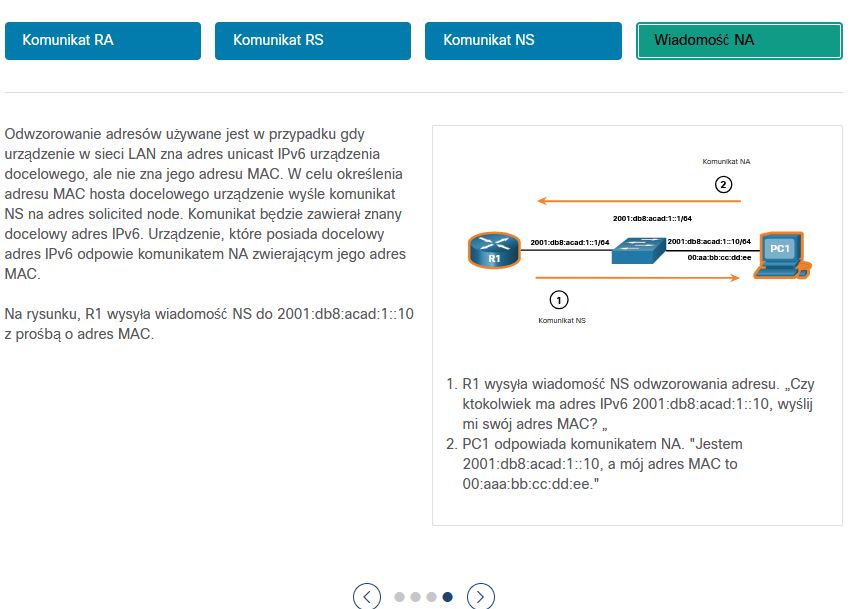 Komunikat RA
Komunikat RS
Komunikat NS
Wiadomość NA
Odwzorowanie adresów używane jest w przypadku gdy
urządzenie w sieci LAN zna adres unicast IPv6 urządzenia
docelowego, ale nie zna jego adresu MAC. W celu określenia
adresu MAC hosta docelowego urządzenie wyśle komunikat
NS na adres solicited node. Komunikat będzie zawierał znany
docelowy adres IPv6. Urządzenie, które posiada docelowy
adres IPv6 odpowie komunikatem NA zwierającym jego adres
MAC.
Na rysunku, R1 wysyła wiadomość NS do 2001:db8:acad:1::10
z prośbą o adres MAC.
Komunikat NA
2
2001:db8:acad:1::1/64
2001:db8:acad:1::1/64
2001:db8:acad:1::10/64
00:aa:bb:cc:dd:ee
R1
PC1
1
Komunikat NS
1. R1 wysyła wiadomość NS odwzorowania adresu. „Czy
ktokolwiek ma adres IPv6 2001:db8:acad:1::10, wyślij
mi swój adres MAC? „
2. PC1 odpowiada komunikatem NA. "Jestem
2001:db8:acad:1::10, a mój adres MAC to
00:aaa:bb:cc:dd:ee."